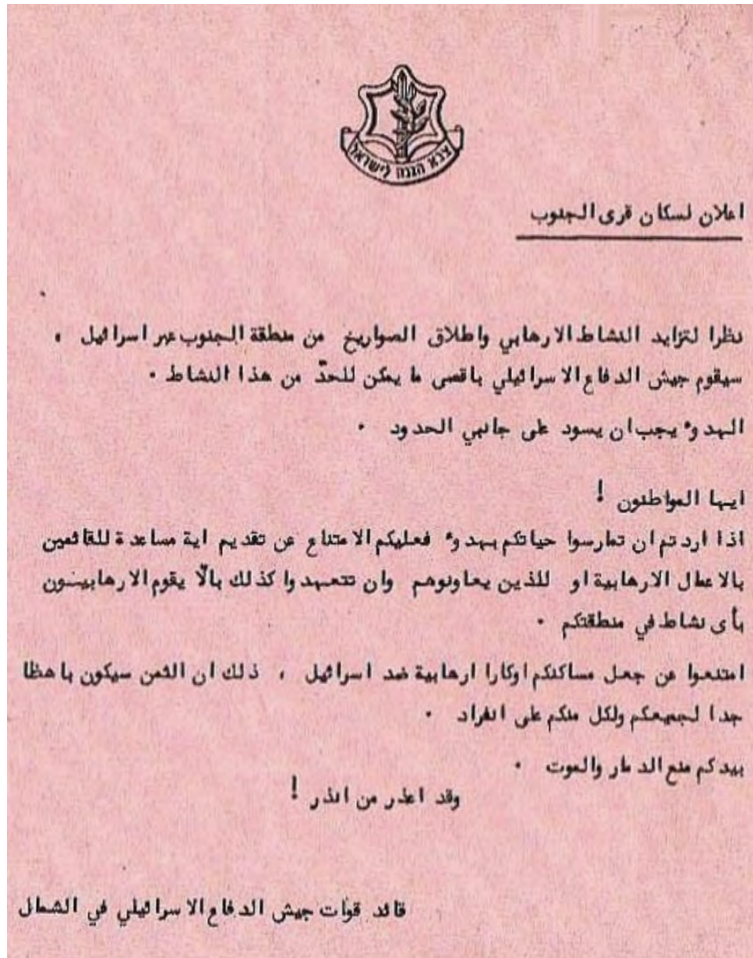 צבא הגנה לישראל
اعلان لسكان قرى الجنوب
نظرا لتزايد النشاط الارهابي واطلاق الصواريخ من منطقة الجنوب عبر اسرائيل ،
سيقوم جيش الدفاع الاسرائيلي باقصى ما يمكن للحدّ من هذا النشاط .
الهدوء يجب ان يسود على جانبي الحدود .
ايها المواطنون !
اذا اردتم ان تمارسوا حياتكم بهدوء فعليكم الامتناع عن تقديم اية مساعدة للقائمين
بالاعمال الارهابية او للذين يعاونوهم وان تتعهدوا كذلك بالّا يقوم الارهابيـون
بأى نشاط في منطقتكم .
امتنعوا عن جعل مساكنكم اوكارا ارهابية ضد اسرائيل ، ذلك ان الثمن سيكون باهظا
جدا لجميعكم ولكل منكم على انفراد .
بيدكم منع الدمار والموت .
وقد اعذر من انذر !
قائد قوات جيش الدفاع الاسرائيلي في الشمال